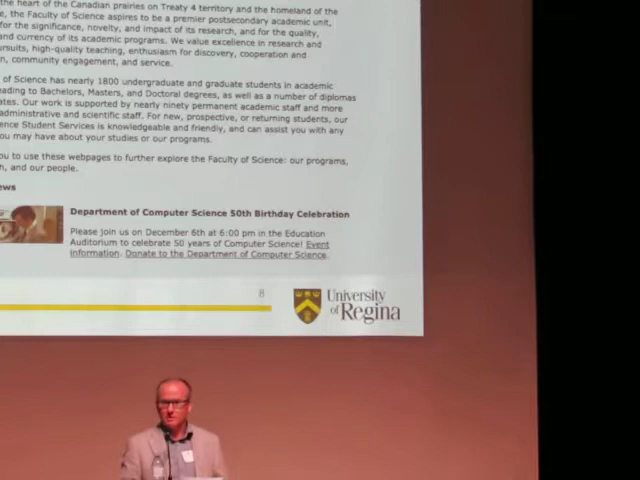 the heart of the Canadian prairies on Treaty 4 territory and the homeland of the
e, the Faculty of Science aspires to be a premier postsecondary academic unit,
for the significance, novelty, and impact of its research, and for the quality,
and currency of its academic programs. We value excellence in research and
ursuits, high-quality teaching, enthusiasm for discovery, cooperation and
n, community engagement, and service.
of Science has nearly 1800 undergraduate and graduate students in academic
eading to Bachelors, Masters, and Doctoral degrees, as well as a number of diplomas
ates. Our work is supported by nearly ninety permanent academic staff and more
administrative and scientific staff. For new, prospective, or returning students, our
ence Student Services is knowledgeable and friendly, and can assist you with any
ou may have about your studies or our programs.
ou to use these webpages to further explore the Faculty of Science: our programs,
h, and our people.
ews
Department of Computer Science 50th Birthday Celebration
Please join us on December 6th at 6:00 pm in the Education
Auditorium to celebrate 50 years of Computer Science! Event
Information. Donate to the Department of Computer Science.
8
University
of Regina